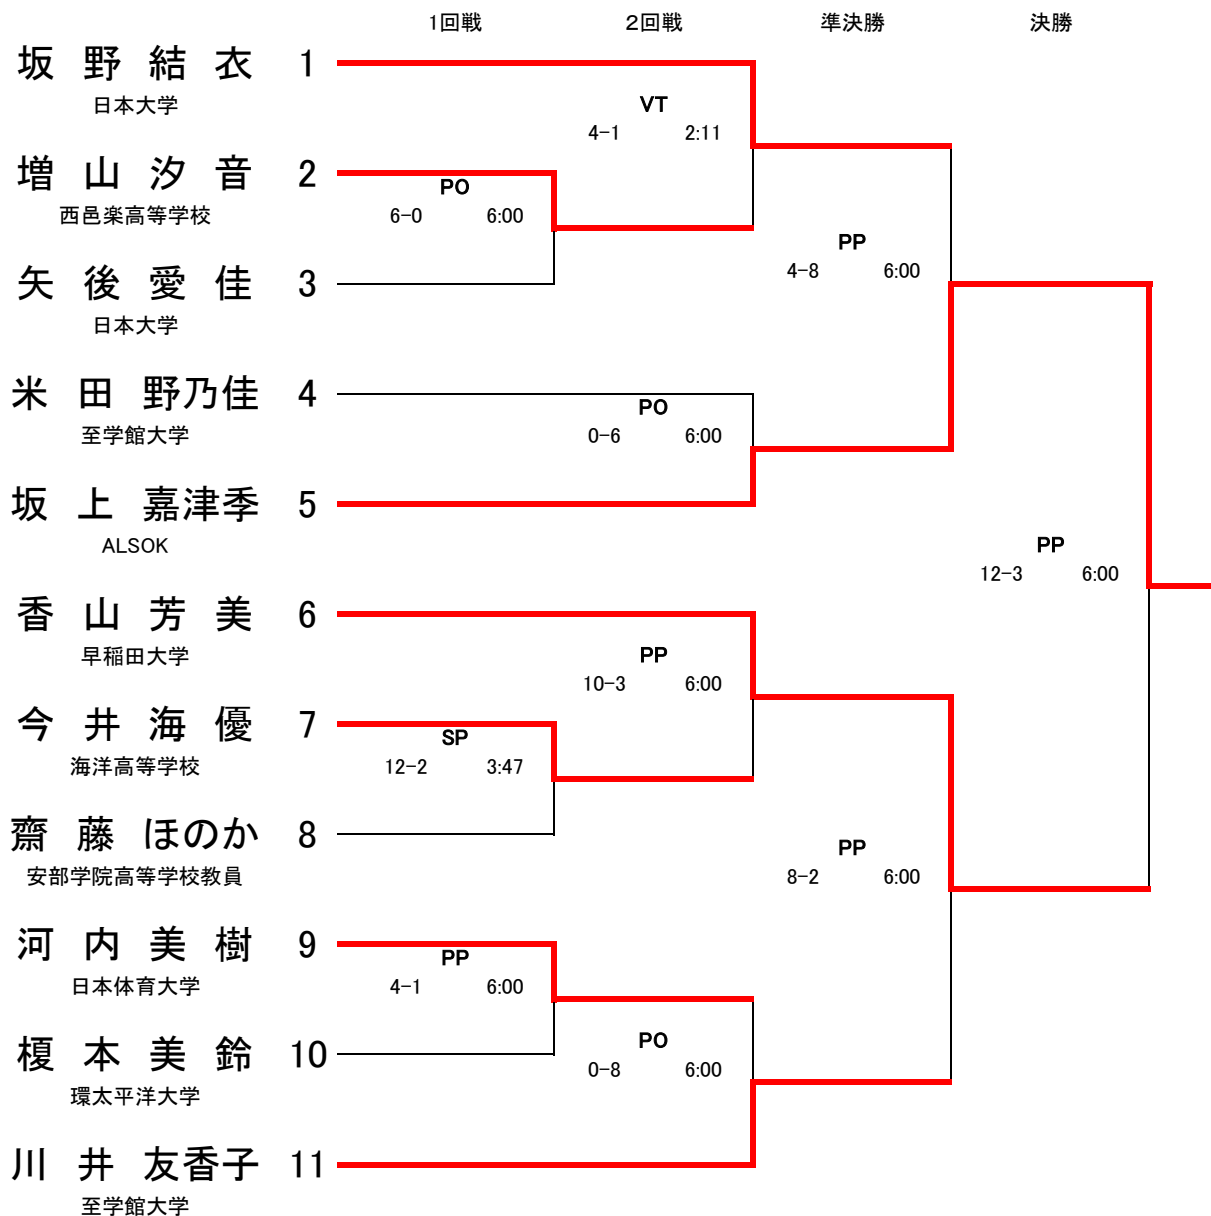 1回戦 2回戦 準決勝 決勝
坂野結衣 1
日本大学
VT
4-1 2:11
増山汐音 2
西邑楽高等学校
PO
6-0 6:00
矢後愛佳 3
日本大学
PP
4-8 6:00
米田野乃佳 4
至学館大学
PO
0-6 6:00
坂上嘉津季 5
ALSOK
PP
12-3 6:00
香山芳美 6
早稲田大学
PP
10-3 6:00
今井海優 7
海洋高等学校
SP
12-2 3:47
齋藤ほのか 8
安部学院高等学校教員
PP
8-2 6:00
河内美樹 9
日本体育大学
PP
4-1 6:00
榎本美鈴 10
環太平洋大学
PO
0-8 6:00
川井友香子 11
至学館大学